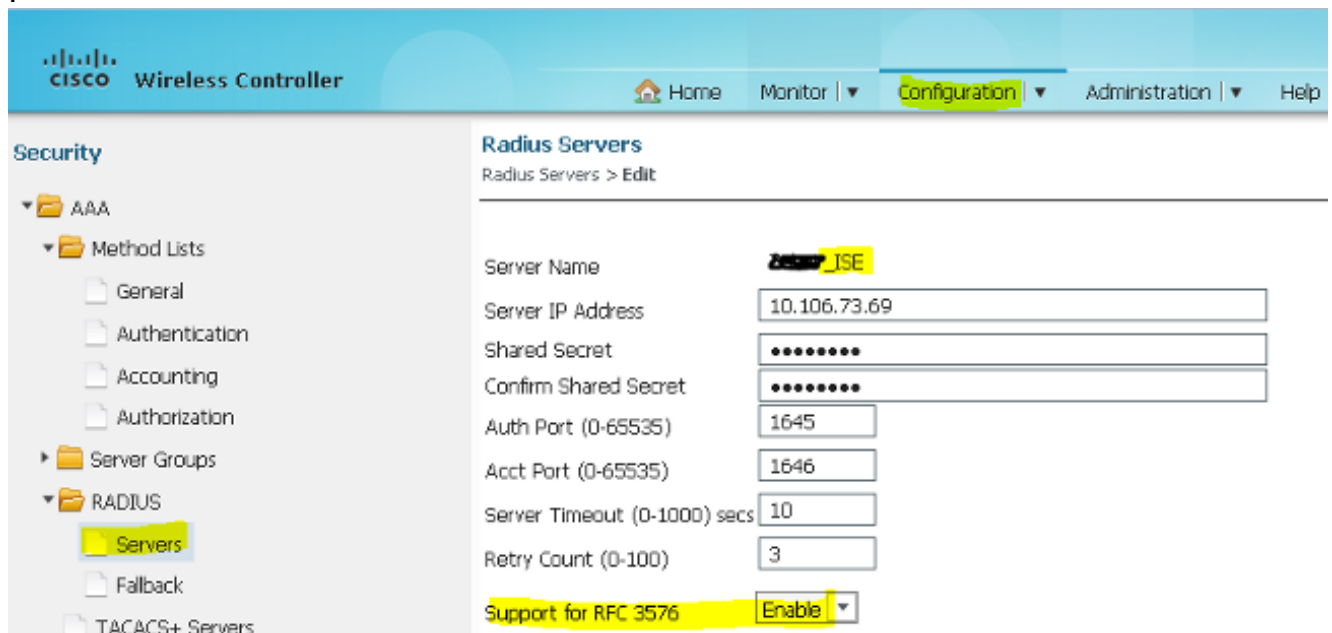 CISCO Wireless Controller
Home Monitor Configuration Administration Help
Security
AAA
Method Lists
General
Authentication
Accounting
Authorization
Server Groups
RADIUS
Servers
Fallback
TACACS+ Servers
Radius Servers
Radius Servers > Edit
Server Name _ISE
Server IP Address 10.106.73.69
Shared Secret ••••••••
Confirm Shared Secret ••••••••
Auth Port (0-65535) 1645
Acct Port (0-65535) 1646
Server Timeout (0-1000) secs 10
Retry Count (0-100) 3
Support for RFC 3576 Enable